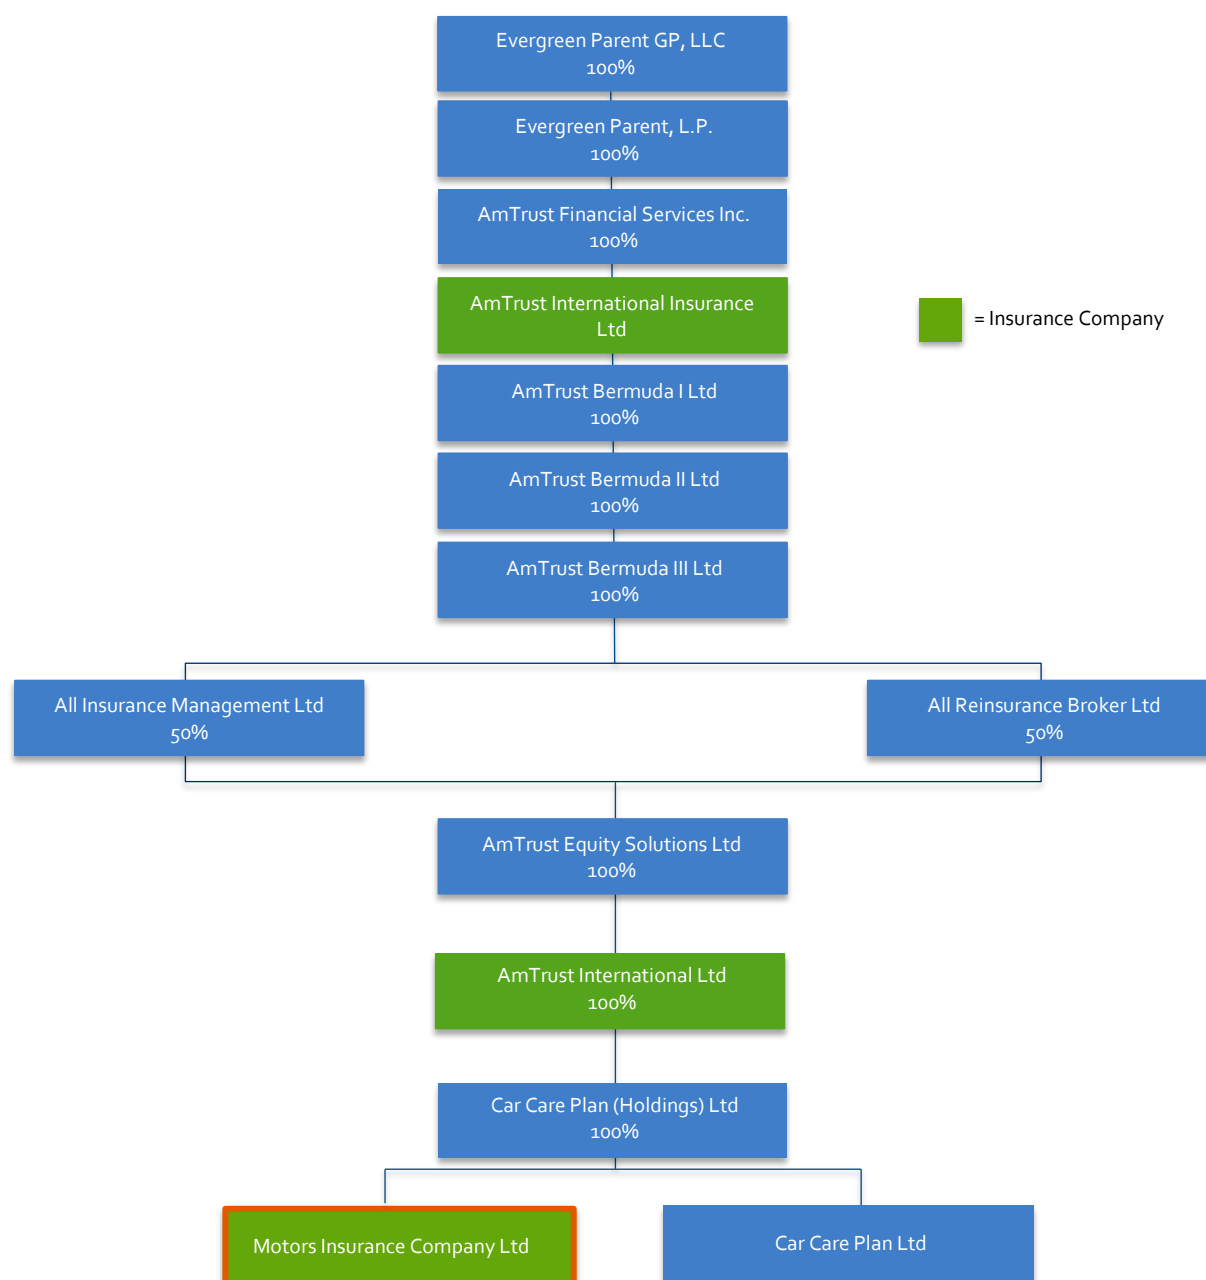 Evergreen Parent GP, LLC
100%
Evergreen Parent, L.P.
100%
AmTrust Financial Services Inc.
100%
AmTrust International Insurance
Ltd
= Insurance Company
AmTrust Bermuda I Ltd
100%
AmTrust Bermuda II Ltd
100%
AmTrust Bermuda III Ltd
100%
All Insurance Management Ltd
50%
All Reinsurance Broker Ltd
50%
AmTrust Equity Solutions Ltd
100%
AmTrust International Ltd
100%
Car Care Plan (Holdings) Ltd
100%
Motors Insurance Company Ltd
Car Care Plan Ltd